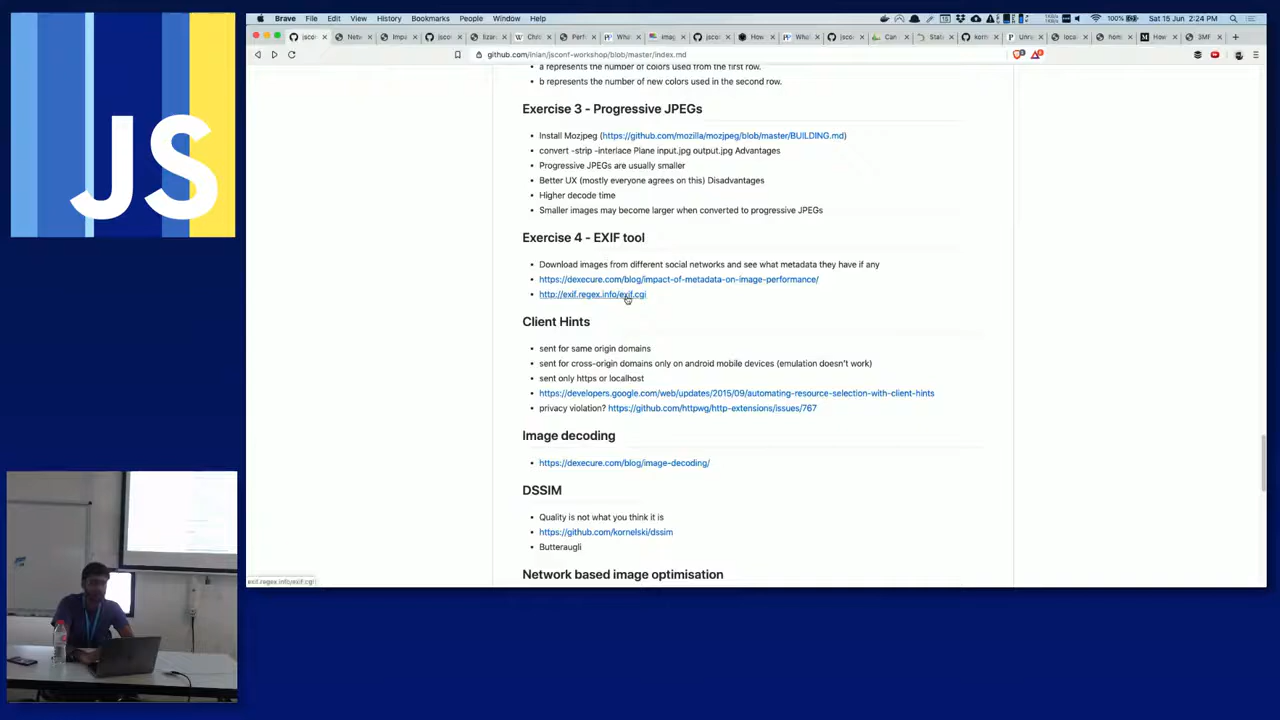 JS
Brave File Edit View History Bookmarks People Window Help
100% Sat 15 Jun 2:24 PM
github.com/inian/jsconf-workshop/blob/master/index.md
• a represents the number of colors used from the first row.
• b represents the number of new colors used in the second row.
Exercise 3 - Progressive JPEGs
• Install Mozjpeg (https://github.com/mozilla/mozjpeg/blob/master/BUILDING.md)
• convert -strip -interlace Plane input.jpg output.jpg Advantages
• Progressive JPEGs are usually smaller
• Better UX (mostly everyone agrees on this) Disadvantages
• Higher decode time
• Smaller images may become larger when converted to progressive JPEGs
Exercise 4 - EXIF tool
• Download images from different social networks and see what metadata they have if any
• https://dexecure.com/blog/impact-of-metadata-on-image-performance/
• http://exif.regex.info/exif.cgi
Client Hints
• sent for same origin domains
• sent for cross-origin domains only on android mobile devices (emulation doesn't work)
• sent only https or localhost
• https://developers.google.com/web/updates/2015/09/automating-resource-selection-with-client-hints
• privacy violation? https://github.com/httpwg/http-extensions/issues/767
Image decoding
• https://dexecure.com/blog/image-decoding/
DSSIM
• Quality is not what you think it is
• https://github.com/kornelski/dssim
• Butteraugli
Network based image optimisation
exif.regex.info/exif.cgi